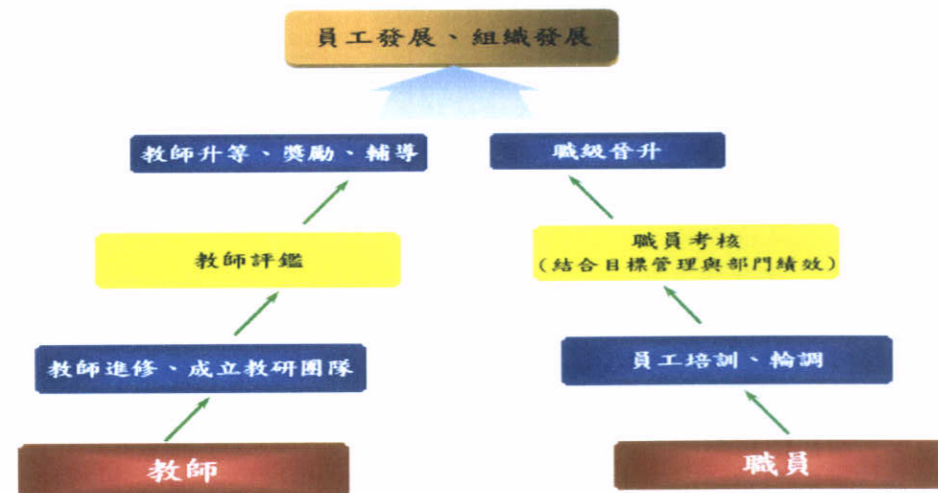 員工發展、組織發展
教師升等、獎勵、輔導
職級晉升
教師評鑑
職員考核
(結合目標管理與部門績效)
教師進修、成立教研團隊
員工培訓、輪調
教師
職員